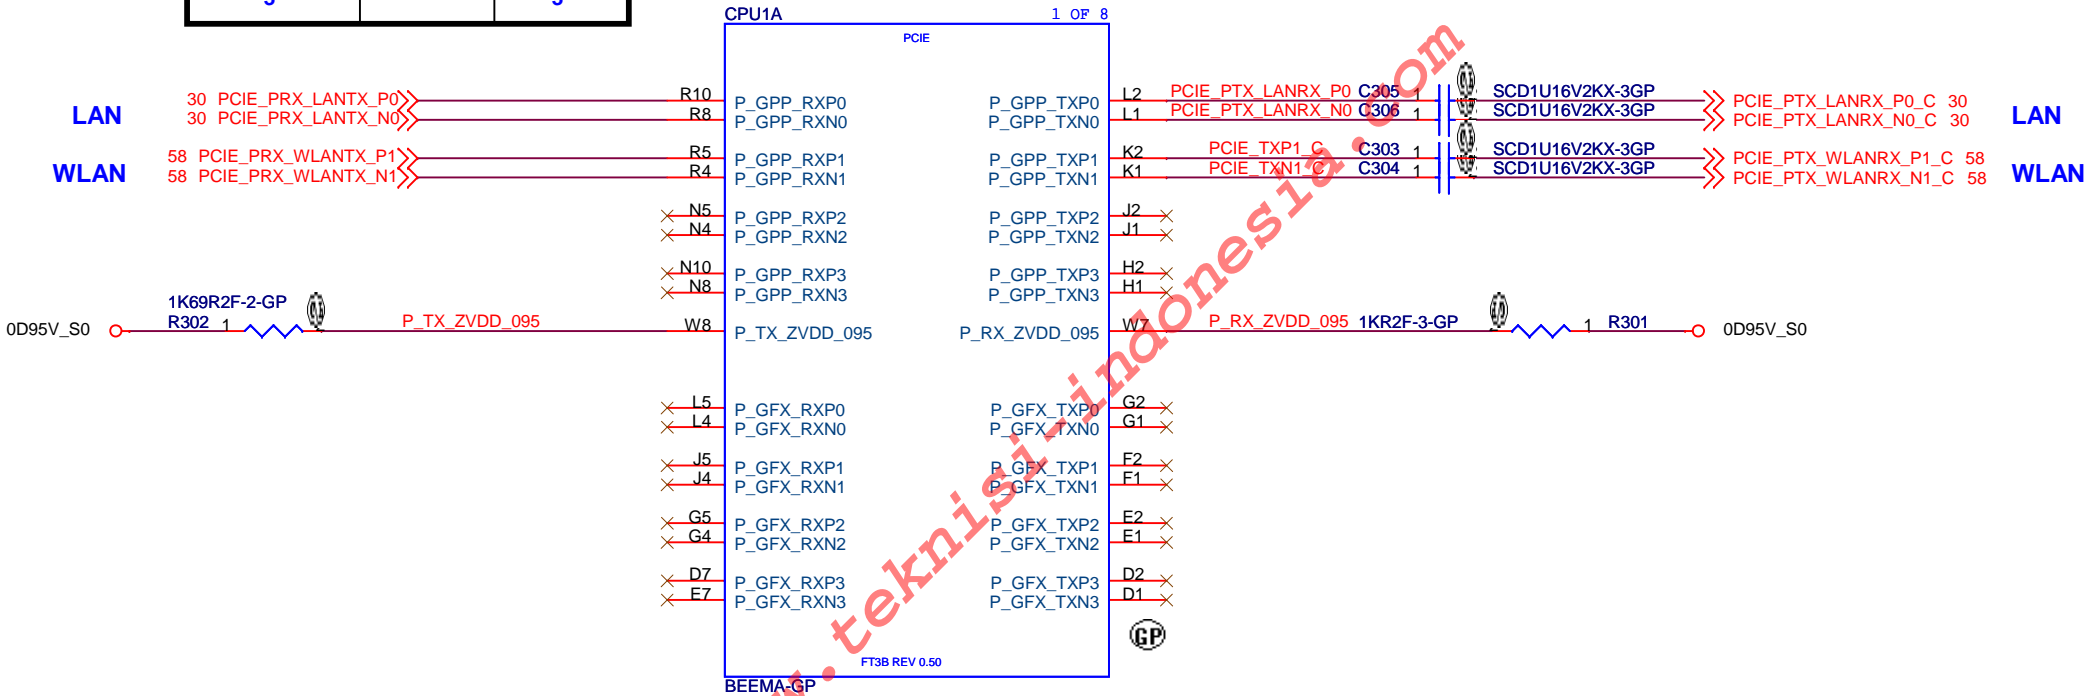 CPU1A 1 OF 8
PCIE
LAN 30 PCIE_PRX_LANTX_P0 R10 P_GPP_RXP0 P_GPP_TXP0 L2 PCIE_PTX_LANRX_P0 C305 1 SCD1U16V2KX-3GP PCIE_PTX_LANRX_P0_C 30 LAN
30 PCIE_PRX_LANTX_N0 R8 P_GPP_RXN0 P_GPP_TXN0 L1 PCIE_PTX_LANRX_N0 C306 1 SCD1U16V2KX-3GP PCIE_PTX_LANRX_N0_C 30
WLAN 58 PCIE_PRX_WLANTX_P1 R5 P_GPP_RXP1 P_GPP_TXP1 K2 PCIE_TXP1_C C303 1 SCD1U16V2KX-3GP PCIE_PTX_WLANRX_P1_C 58 WLAN
58 PCIE_PRX_WLANTX_N1 R4 P_GPP_RXN1 P_GPP_TXN1 K1 PCIE_TXN1_C C304 1 SCD1U16V2KX-3GP PCIE_PTX_WLANRX_N1_C 58
N5 P_GPP_RXP2 P_GPP_TXP2 J2
N4 P_GPP_RXN2 P_GPP_TXN2 J1
N10 P_GPP_RXP3 P_GPP_TXP3 H2
N8 P_GPP_RXN3 P_GPP_TXN3 H1
1K69R2F-2-GP
0D95V_S0 R302 1 P_TX_ZVDD_095 W8 P_TX_ZVDD_095 P_RX_ZVDD_095 W7 P_RX_ZVDD_095 1KR2F-3-GP 1 R301 0D95V_S0
L5 P_GFX_RXP0 P_GFX_TXP0 G2
L4 P_GFX_RXN0 P_GFX_TXN0 G1
J5 P_GFX_RXP1 P_GFX_TXP1 F2
J4 P_GFX_RXN1 P_GFX_TXN1 F1
G5 P_GFX_RXP2 P_GFX_TXP2 E2
G4 P_GFX_RXN2 P_GFX_TXN2 E1
D7 P_GFX_RXP3 P_GFX_TXP3 D2
E7 P_GFX_RXN3 P_GFX_TXN3 D1
GP
FT3B REV 0.50
BEEMA-GP
.teknisi-indonesia.com